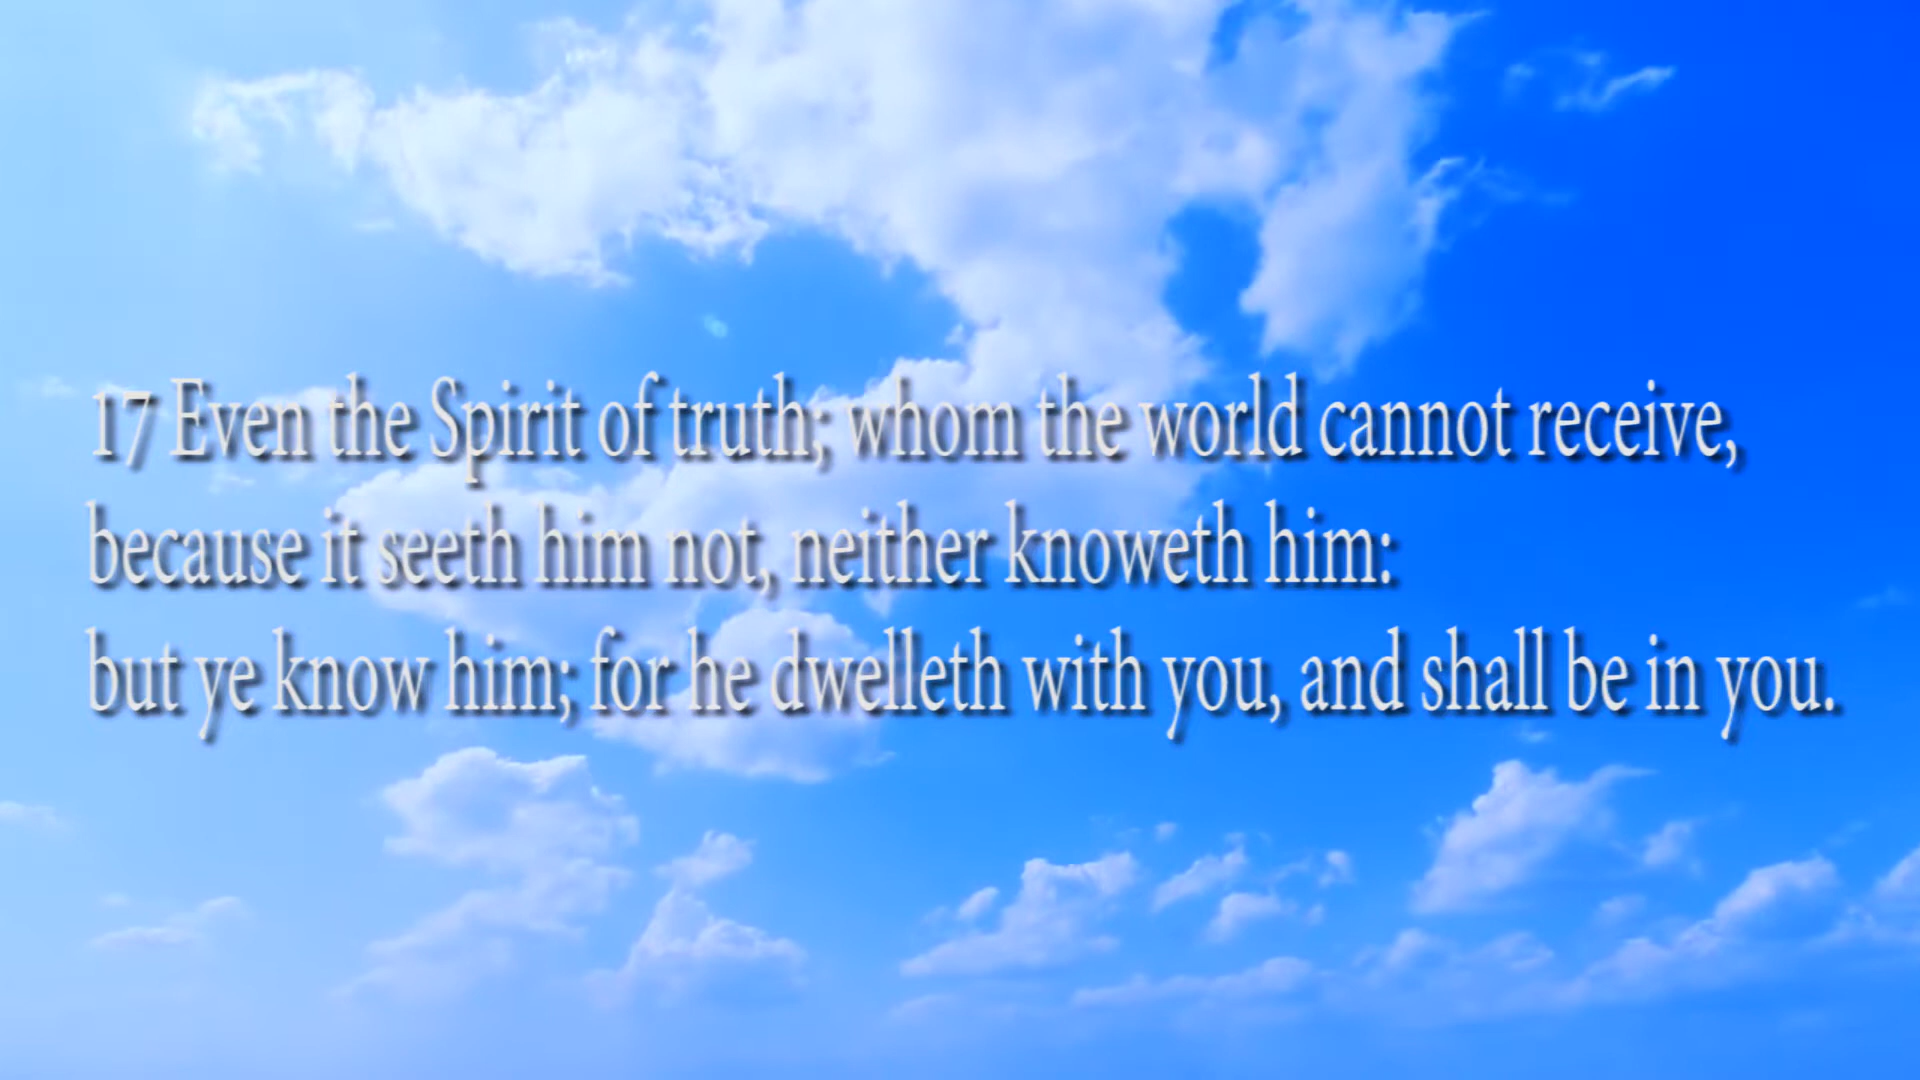 17 Even the Spirit of truth; whom the world cannot receive,
because it seeth him not, neither knoweth him:
but ye know him; for he dwelleth with you, and shall be in you.